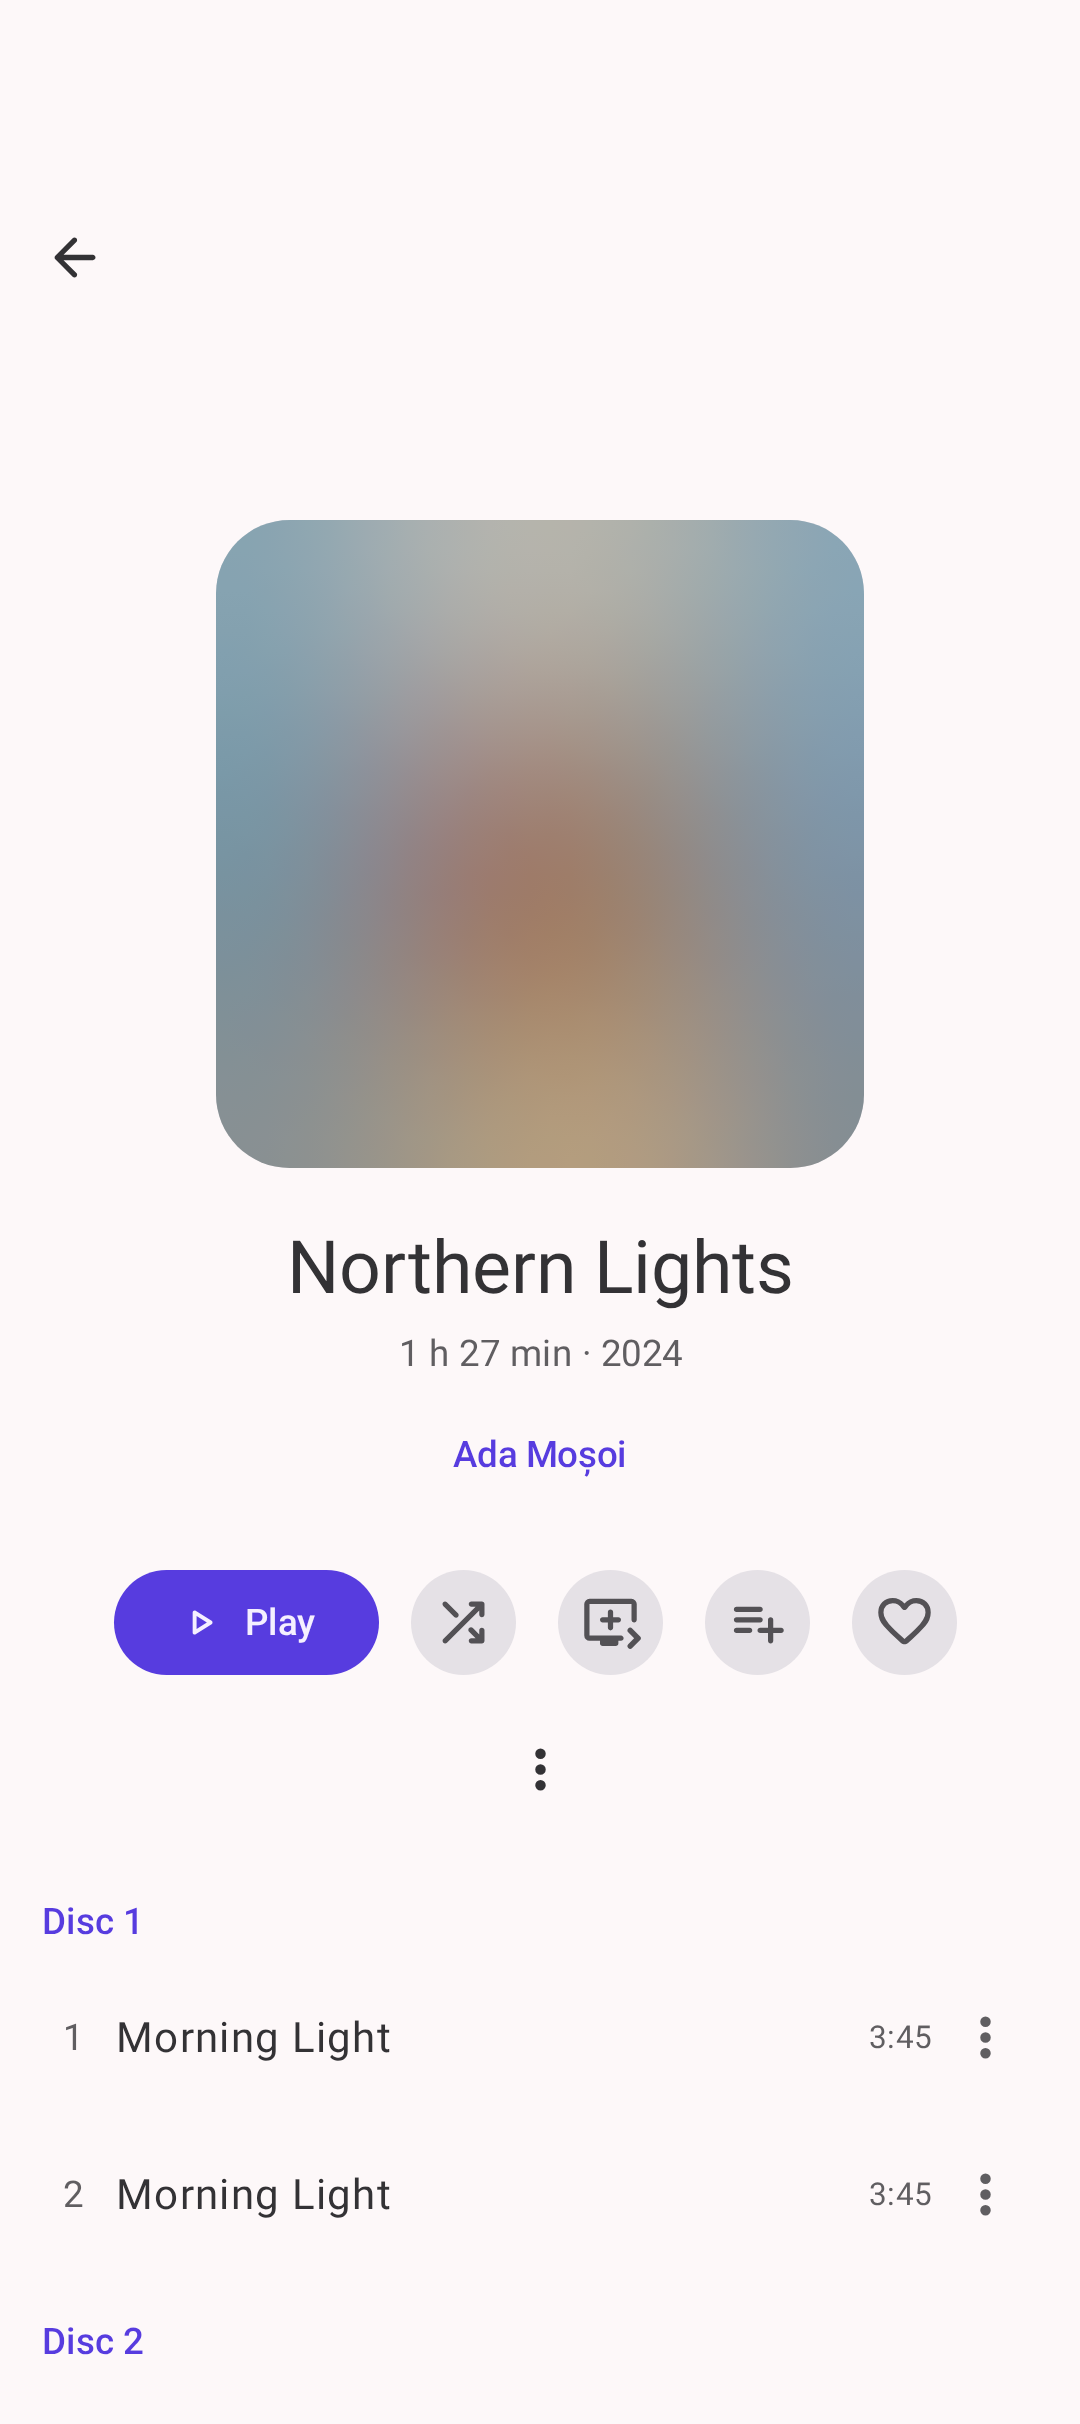 Northern Lights
1 h 27 min · 2024
Ada Moșoi
Play
Disc 1
1 Morning Light 3:45
2 Morning Light 3:45
Disc 2